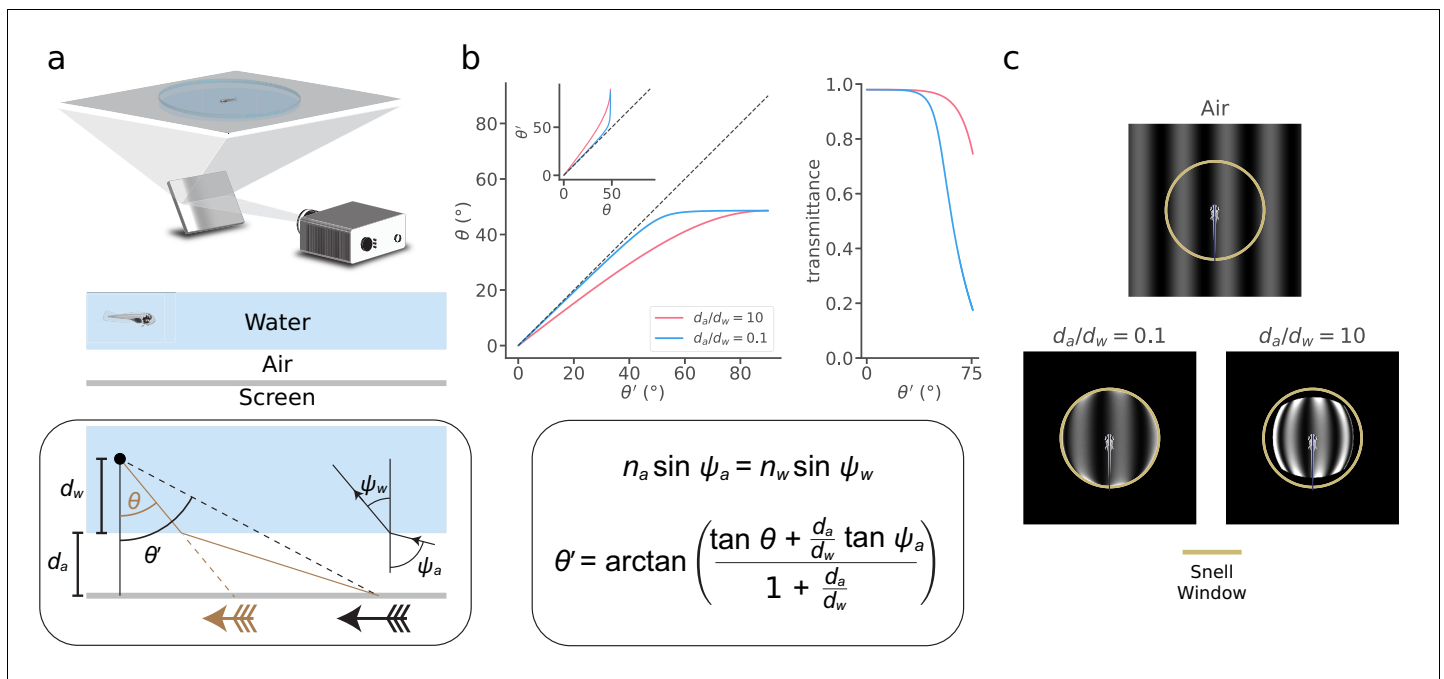 a
Water
Air
Screen
d_w
θ
θ′
d_a
ψ_w
ψ_a
b
θ′
50
0
0
50
θ
80
60
40
20
0
θ (°)
0
20
40
60
80
θ′ (°)
d_a/d_w = 10
d_a/d_w = 0.1
1.0
0.8
0.6
0.4
0.2
0.0
transmittance
0
75
θ′ (°)
n_a sin ψ_a = n_w sin ψ_w
θ′ = arctan ( (tan θ + d_a/d_w tan ψ_a) / (1 + d_a/d_w) )
c
Air
d_a/d_w = 0.1
d_a/d_w = 10
Snell
Window